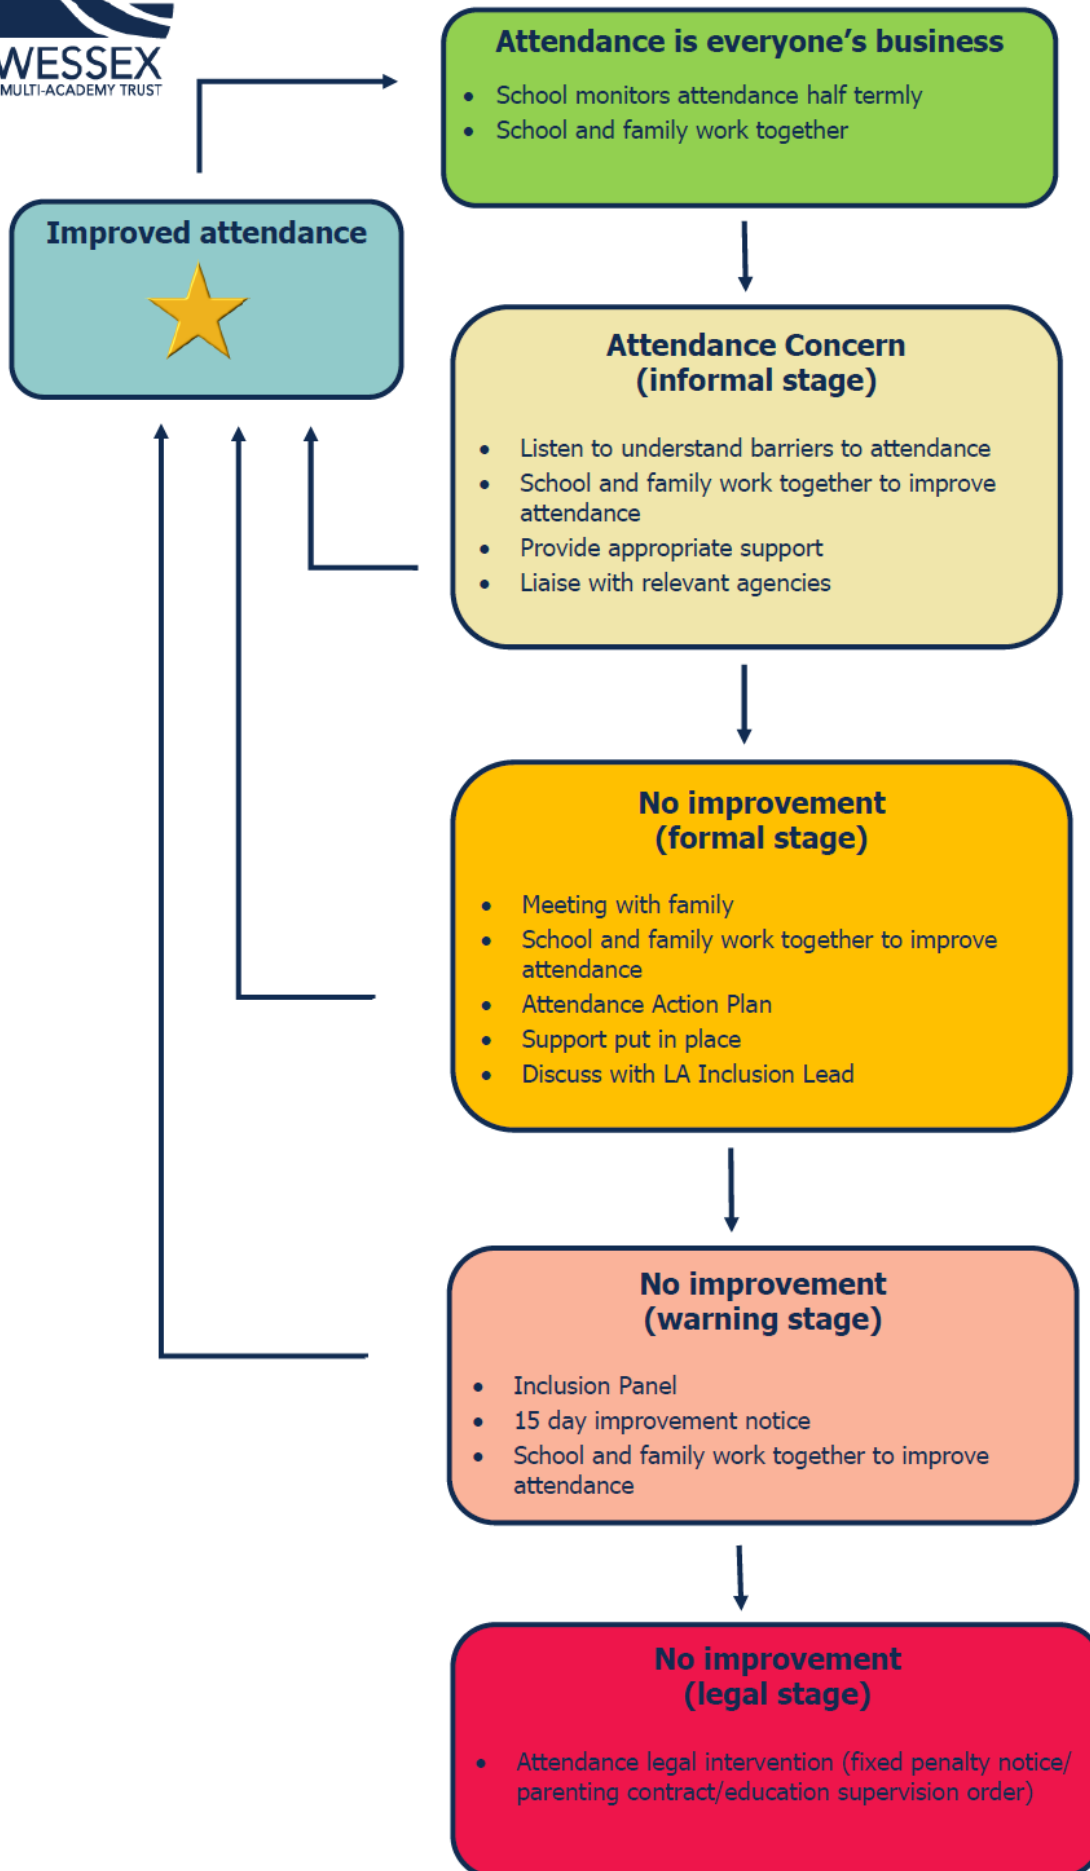 WESSEX
MULTI-ACADEMY TRUST
Attendance is everyone’s business
• School monitors attendance half termly
• School and family work together
Improved attendance
Attendance Concern
(informal stage)
• Listen to understand barriers to attendance
• School and family work together to improve
attendance
• Provide appropriate support
• Liaise with relevant agencies
No improvement
(formal stage)
• Meeting with family
• School and family work together to improve
attendance
• Attendance Action Plan
• Support put in place
• Discuss with LA Inclusion Lead
No improvement
(warning stage)
• Inclusion Panel
• 15 day improvement notice
• School and family work together to improve
attendance
No improvement
(legal stage)
• Attendance legal intervention (fixed penalty notice/
parenting contract/education supervision order)